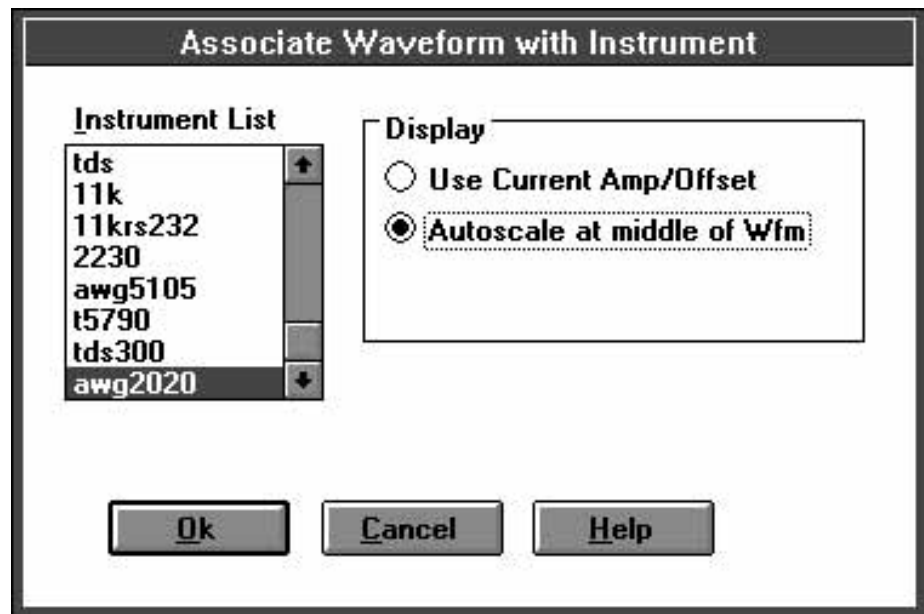 Associate Waveform with Instrument
Instrument List
tds
11k
11krs232
2230
awg5105
t5790
tds300
awg2020
Display
Use Current Amp/Offset
Autoscale at middle of Wfm
Ok
Cancel
Help